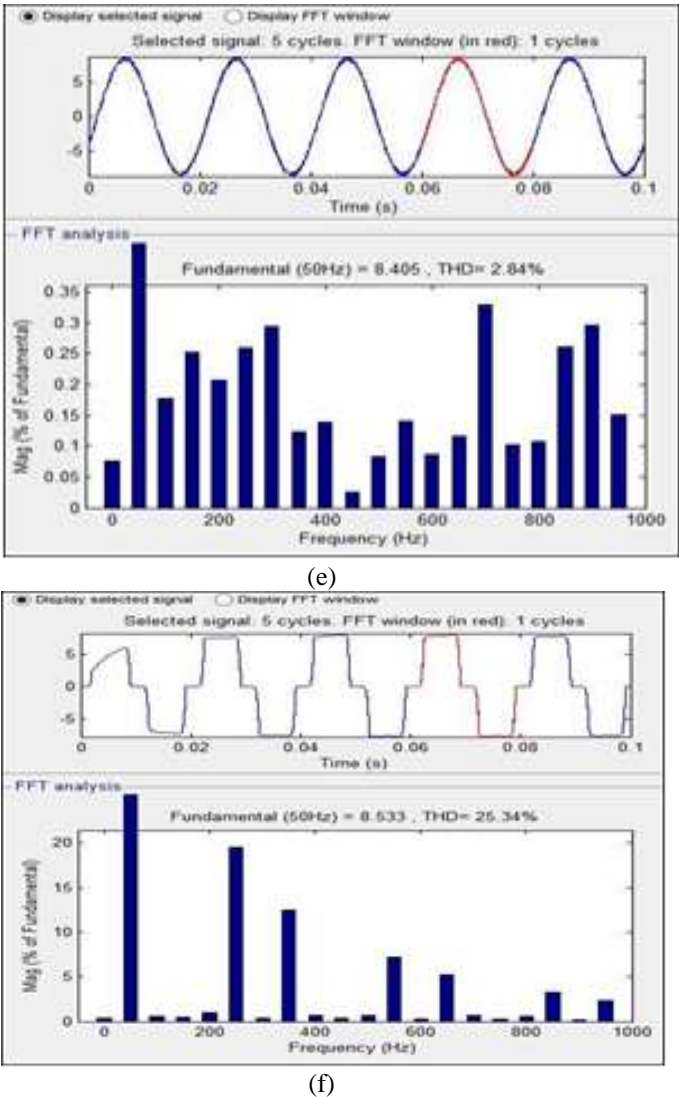 Display selected signal Display FFT window
Selected signal: 5 cycles. FFT window (in red): 1 cycles
5
0
-5
0 0.02 0.04 0.06 0.08 0.1
Time (s)
FFT analysis
Fundamental (50Hz) = 8.405 , THD= 2.84%
0.35
0.3
0.25
0.2
0.15
0.1
0.05
0
Mag (% of Fundamental)
0 200 400 600 800 1000
Frequency (Hz)
(e)
Display selected signal Display FFT window
Selected signal: 5 cycles. FFT window (in red): 1 cycles
5
0
-5
0 0.02 0.04 0.06 0.08 0.1
Time (s)
FFT analysis
Fundamental (50Hz) = 8.533 , THD= 25.34%
20
15
10
5
0
Mag (% of Fundamental)
0 200 400 600 800 1000
Frequency (Hz)
(f)